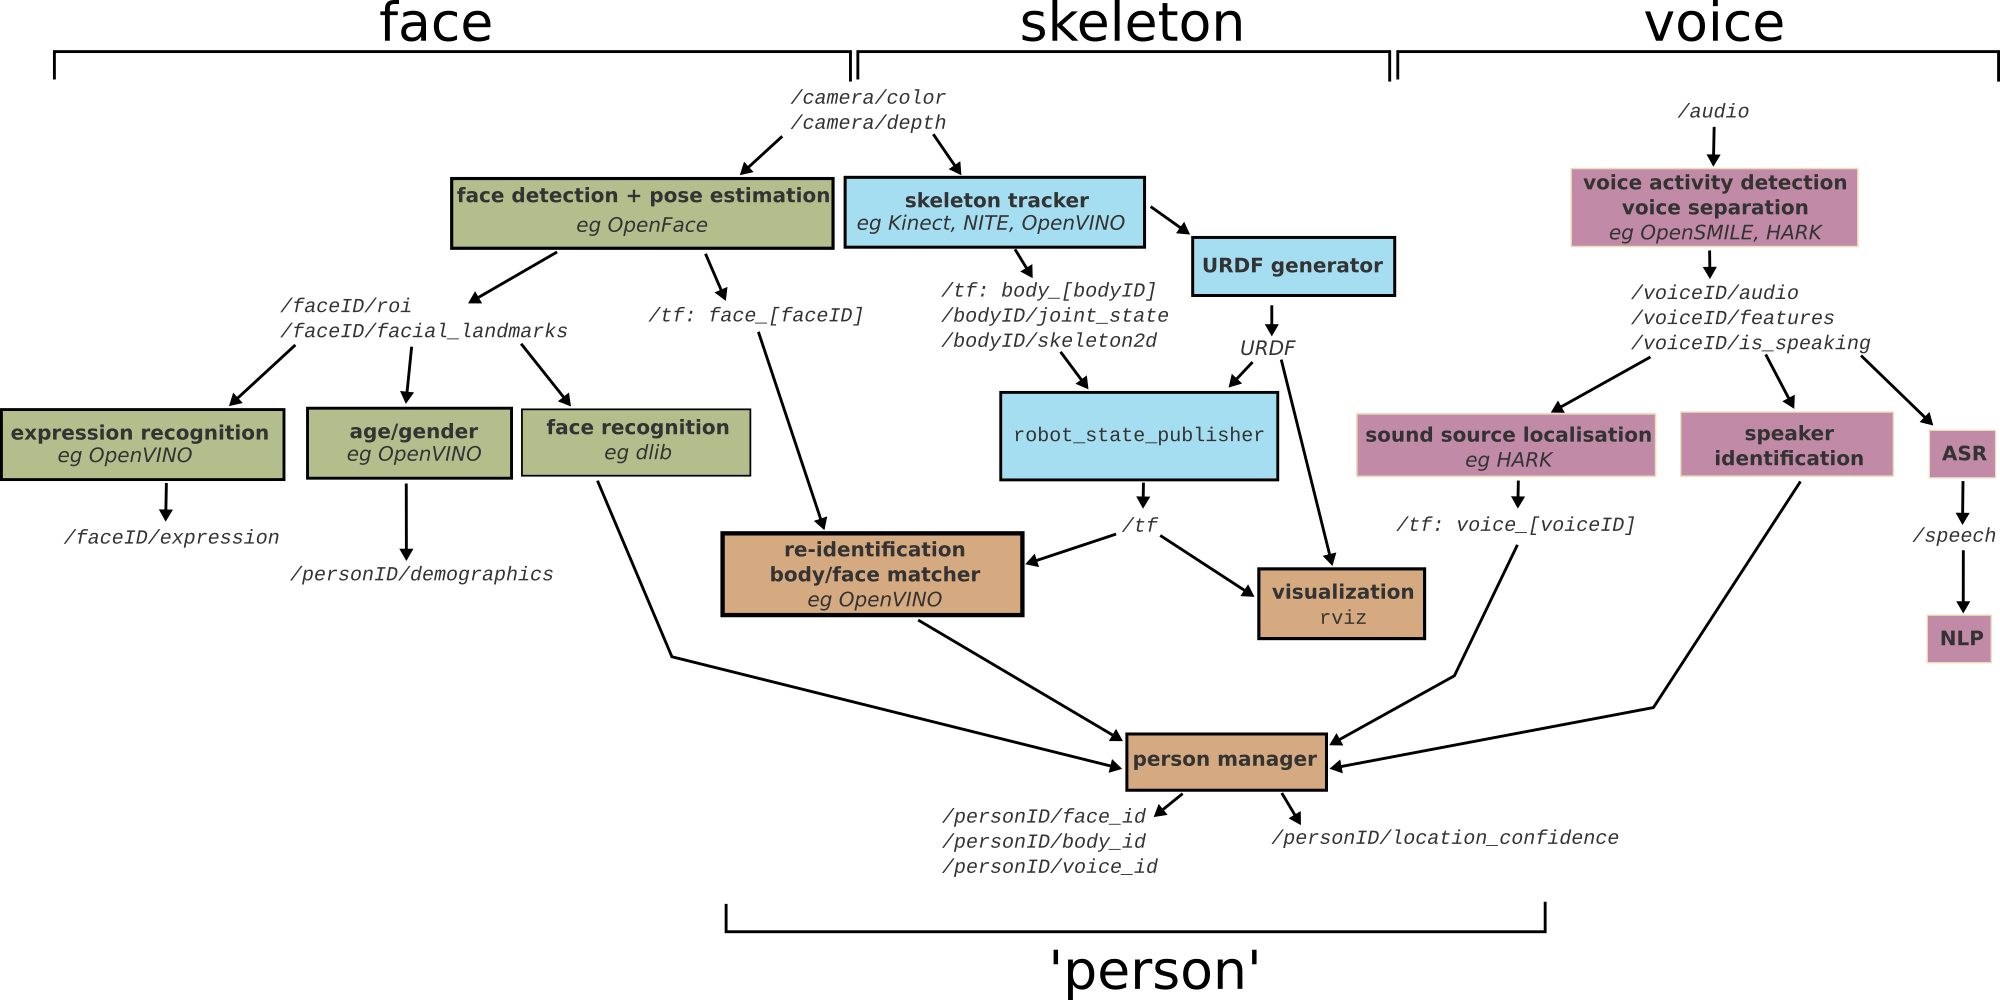 face
skeleton
voice
/camera/color
/camera/depth
/audio
face detection + pose estimation
eg OpenFace
skeleton tracker
eg Kinect, NITE, OpenVINO
URDF generator
voice activity detection
voice separation
eg OpenSMILE, HARK
/faceID/roi
/faceID/facial_landmarks
/tf: face_[faceID]
/tf: body_[bodyID]
/bodyID/joint_state
/bodyID/skeleton2d
URDF
/voiceID/audio
/voiceID/features
/voiceID/is_speaking
expression recognition
eg OpenVINO
age/gender
eg OpenVINO
face recognition
eg dlib
robot_state_publisher
sound source localisation
eg HARK
speaker
identification
ASR
/faceID/expression
/personID/demographics
/tf
/tf: voice_[voiceID]
/speech
re-identification
body/face matcher
eg OpenVINO
visualization
rviz
NLP
person manager
/personID/face_id
/personID/body_id
/personID/voice_id
/personID/location_confidence
'person'